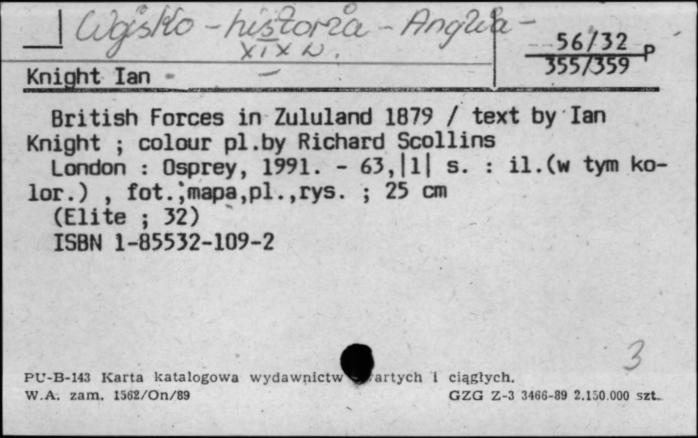 Wojsko - historia - Anglia -
XIX w.
56/32 p
355/359
Knight Ian
British Forces in Zululand 1879 / text by Ian
Knight ; colour pl.by Richard Scollins
London : Osprey, 1991. - 63,|1| s. : il.(w tym ko-
lor.) , fot.,mapa,pl.,rys. ; 25 cm
(Elite ; 32)
ISBN 1-85532-109-2
3
PU-B-143 Karta katalogowa wydawnictw artych i ciągłych.
W.A. zam. 1562/On/89 GZG Z-3 3466-89 2.150.000 szt.